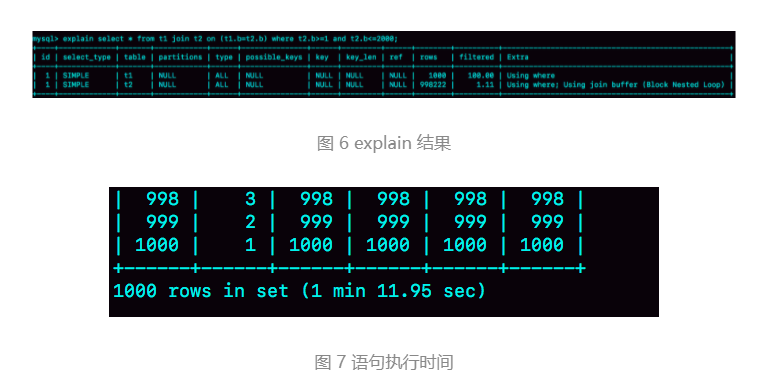 mysql> explain select * from t1 join t2 on (t1.b=t2.b) where t2.b>=1 and t2.b<=2000;
+----+-------------+-------+------------+------+---------------+------+---------+------+--------+----------+----------------------------------------------------+
| id | select_type | table | partitions | type | possible_keys | key | key_len | ref | rows | filtered | Extra |
+----+-------------+-------+------------+------+---------------+------+---------+------+--------+----------+----------------------------------------------------+
| 1 | SIMPLE | t1 | NULL | ALL | NULL | NULL | NULL | NULL | 1000 | 100.00 | Using where |
| 1 | SIMPLE | t2 | NULL | ALL | NULL | NULL | NULL | NULL | 998222 | 1.11 | Using where; Using join buffer (Block Nested Loop) |
+----+-------------+-------+------------+------+---------------+------+---------+------+--------+----------+----------------------------------------------------+
图 6 explain 结果
| 998 | 3 | 998 | 998 | 998 | 998 |
| 999 | 2 | 999 | 999 | 999 | 999 |
| 1000 | 1 | 1000 | 1000 | 1000 | 1000 |
+------+------+------+------+------+------+
1000 rows in set (1 min 11.95 sec)
图 7 语句执行时间